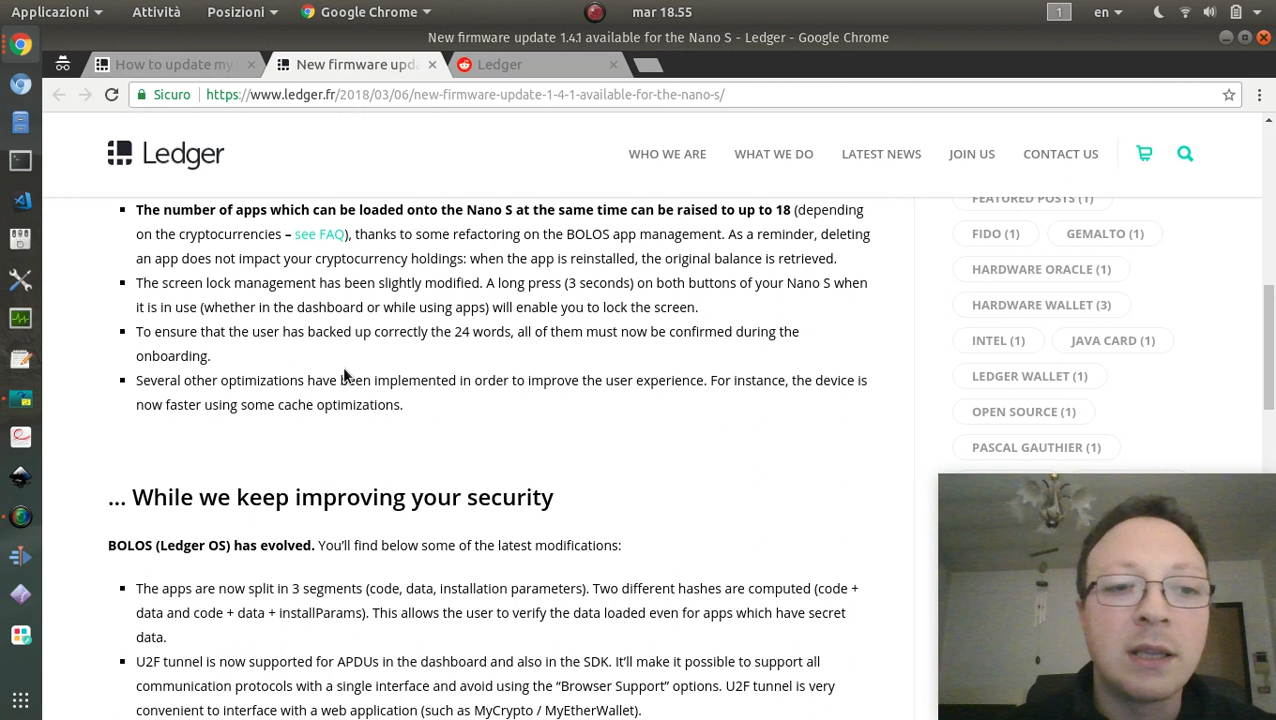 Applicazioni Attività Posizioni Google Chrome mar 18.55 1 en
New firmware update 1.4.1 available for the Nano S - Ledger - Google Chrome
How to update my New firmware upda Ledger
Sicuro https://www.ledger.fr/2018/03/06/new-firmware-update-1-4-1-available-for-the-nano-s/
Ledger WHO WE ARE WHAT WE DO LATEST NEWS JOIN US CONTACT US
The number of apps which can be loaded onto the Nano S at the same time can be raised to up to 18 (depending
on the cryptocurrencies – see FAQ), thanks to some refactoring on the BOLOS app management. As a reminder, deleting
an app does not impact your cryptocurrency holdings: when the app is reinstalled, the original balance is retrieved.
The screen lock management has been slightly modified. A long press (3 seconds) on both buttons of your Nano S when
it is in use (whether in the dashboard or while using apps) will enable you to lock the screen.
To ensure that the user has backed up correctly the 24 words, all of them must now be confirmed during the
onboarding.
Several other optimizations have been implemented in order to improve the user experience. For instance, the device is
now faster using some cache optimizations.
... While we keep improving your security
BOLOS (Ledger OS) has evolved. You’ll find below some of the latest modifications:
The apps are now split in 3 segments (code, data, installation parameters). Two different hashes are computed (code +
data and code + data + installParams). This allows the user to verify the data loaded even for apps which have secret
data.
U2F tunnel is now supported for APDUs in the dashboard and also in the SDK. It’ll make it possible to support all
communication protocols with a single interface and avoid using the “Browser Support” options. U2F tunnel is very
convenient to interface with a web application (such as MyCrypto / MyEtherWallet).
FEATURED POSTS (1)
FIDO (1) GEMALTO (1)
HARDWARE ORACLE (1)
HARDWARE WALLET (3)
INTEL (1) JAVA CARD (1)
LEDGER WALLET (1)
OPEN SOURCE (1)
PASCAL GAUTHIER (1)